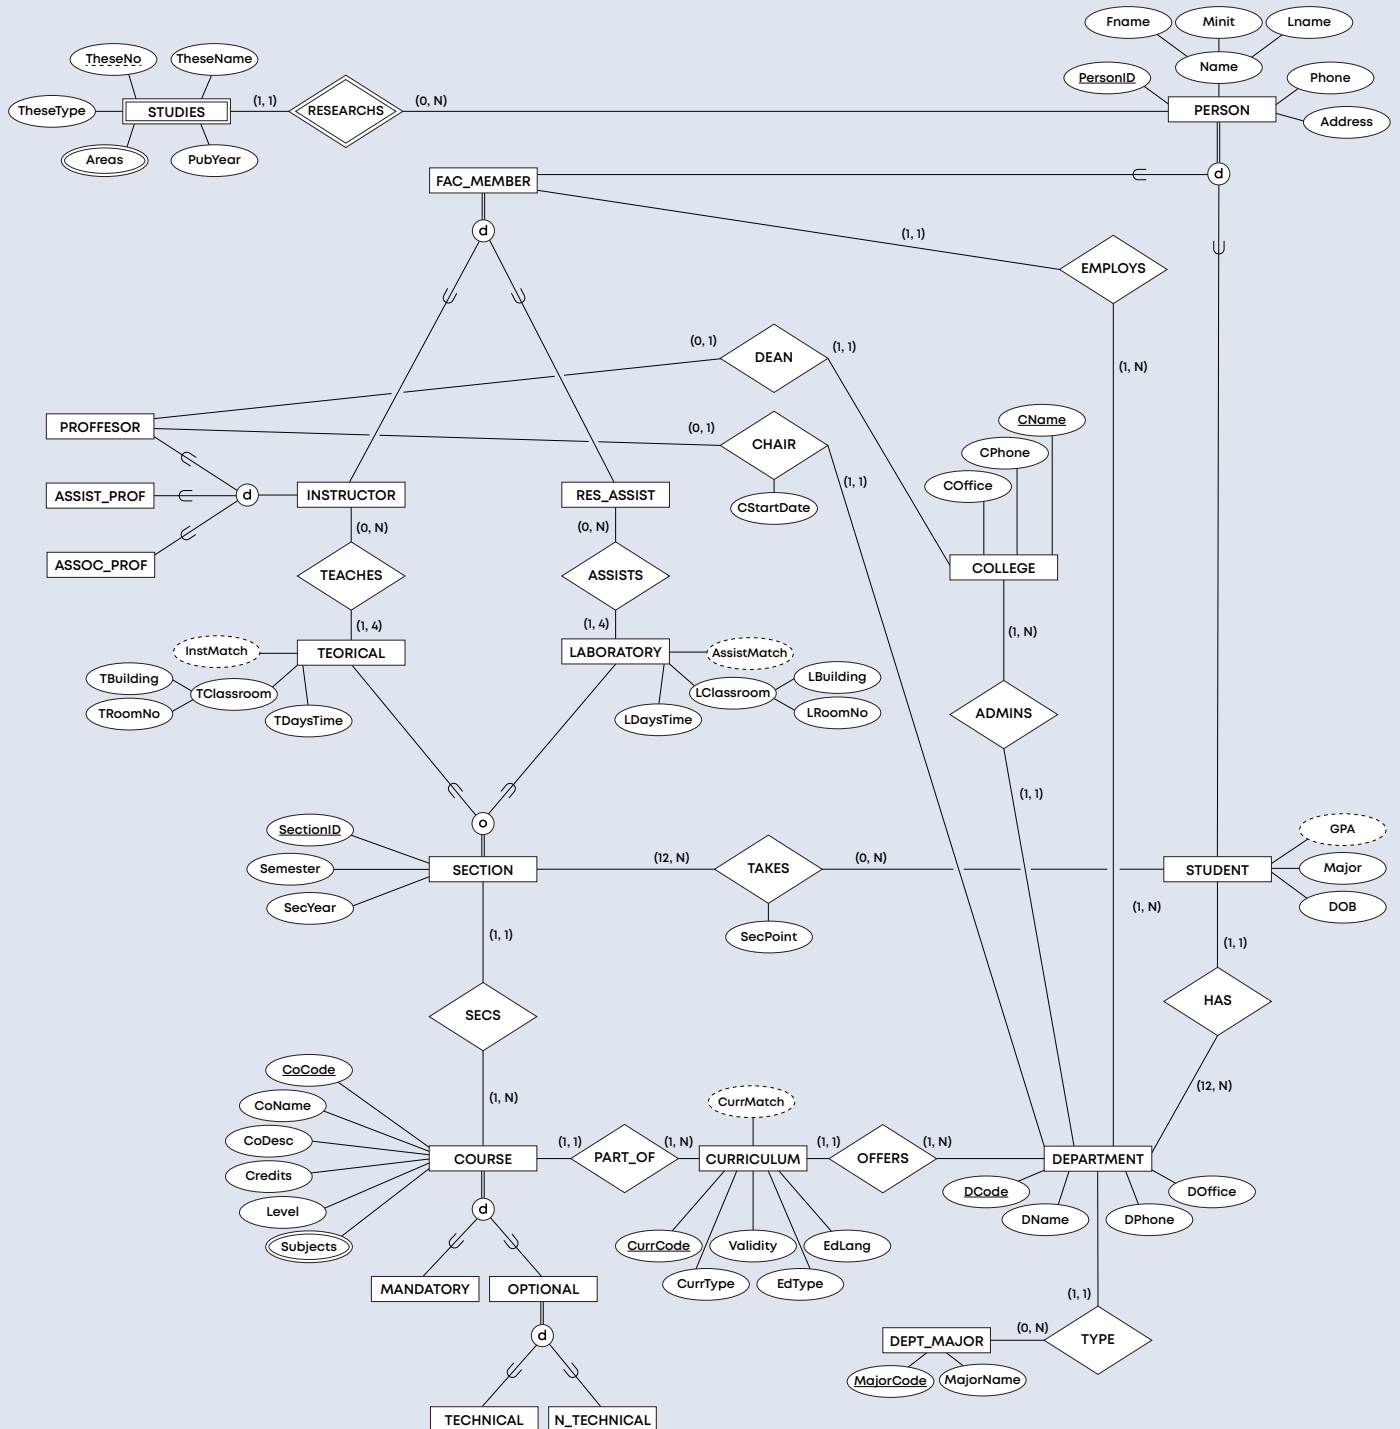 Fname
Minit
Lname
TheseNo
TheseName
PersonID
Name
Phone
TheseType
STUDIES
(1, 1)
RESEARCHS
(0, N)
PERSON
Address
Areas
PubYear
FAC_MEMBER
d
d
(1, 1)
EMPLOYS
(0, 1)
DEAN
(1, 1)
(1, N)
PROFFESOR
(0, 1)
CHAIR
CName
CPhone
COffice
(1, 1)
ASSIST_PROF
d
INSTRUCTOR
RES_ASSIST
CStartDate
(0, N)
(0, N)
ASSOC_PROF
TEACHES
ASSISTS
COLLEGE
(1, 4)
(1, 4)
(1, N)
InstMatch
TEORICAL
LABORATORY
AssistMatch
TBuilding
TClassroom
LClassroom
LBuilding
TRoomNo
TDaysTime
LDaysTime
LRoomNo
ADMINS
(1, 1)
o
SectionID
GPA
Semester
SECTION
(12, N)
TAKES
(0, N)
STUDENT
Major
SecYear
(1, N)
DOB
(1, 1)
SecPoint
(1, 1)
SECS
HAS
CoCode
(1, N)
(12, N)
CoName
CurrMatch
CoDesc
(1, 1)
(1, N)
(1, 1)
(1, N)
COURSE
PART_OF
CURRICULUM
OFFERS
DEPARTMENT
Credits
DCode
DOffice
Level
d
DName
DPhone
Subjects
CurrCode
Validity
EdLang
MANDATORY
OPTIONAL
CurrType
EdType
(1, 1)
d
(0, N)
DEPT_MAJOR
TYPE
MajorCode
MajorName
TECHNICAL
N_TECHNICAL